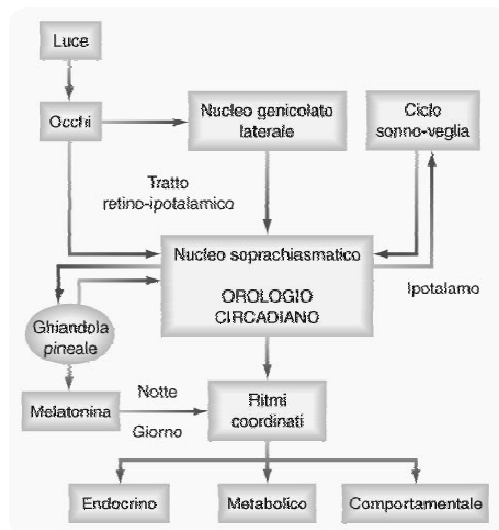 Luce
Occhi
Nucleo genicolato
laterale
Ciclo
sonno-veglia
Tratto
retino-ipotalamico
Nucleo soprachiasmatico
OROLOGIO
CIRCADIANO
Ipotalamo
Ghiandola
pineale
Melatonina
Notte
Giorno
Ritmi
coordinati
Endocrino
Metabolico
Comportamentale